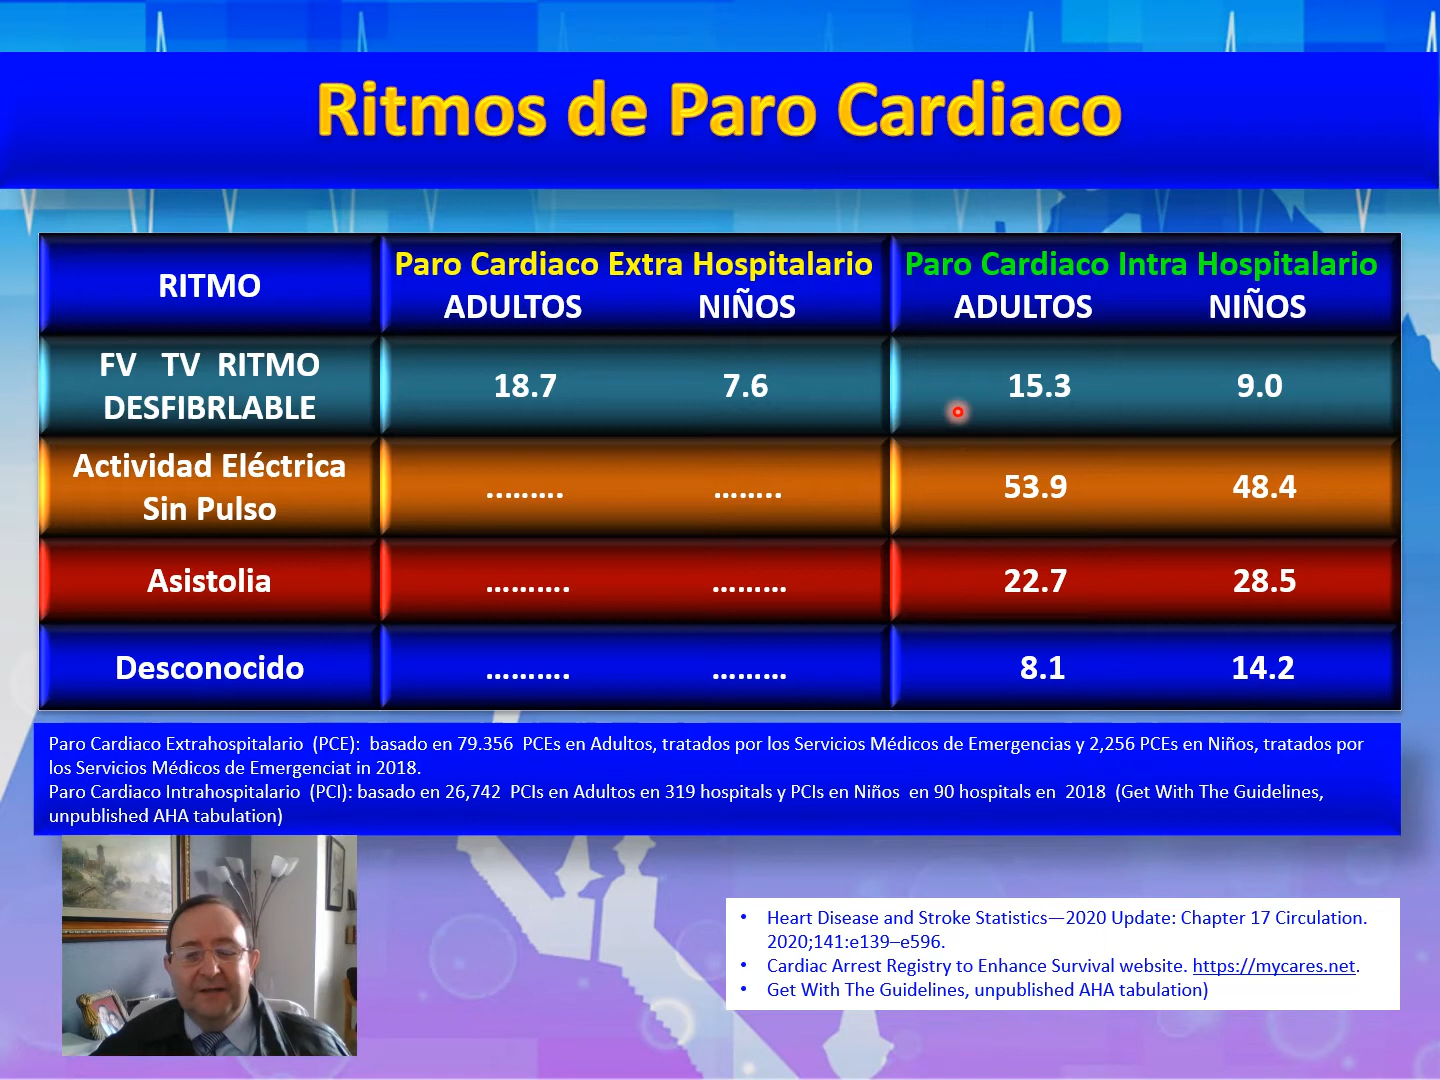 Ritmos de Paro Cardiaco
RITMO
Paro Cardiaco Extra Hospitalario
ADULTOS NIÑOS
Paro Cardiaco Intra Hospitalario
ADULTOS NIÑOS
FV TV RITMO
DESFIBRLABLE
18.7 7.6
15.3 9.0
Actividad Eléctrica
Sin Pulso
......... ........
53.9 48.4
Asistolia
.......... .........
22.7 28.5
Desconocido
.......... .........
8.1 14.2
Paro Cardiaco Extrahospitalario (PCE): basado en 79.356 PCEs en Adultos, tratados por los Servicios Médicos de Emergencias y 2,256 PCEs en Niños, tratados por
los Servicios Médicos de Emergenciat in 2018.
Paro Cardiaco Intrahospitalario (PCI): basado en 26,742 PCIs en Adultos en 319 hospitals y PCIs en Niños en 90 hospitals en 2018 (Get With The Guidelines,
unpublished AHA tabulation)
• Heart Disease and Stroke Statistics—2020 Update: Chapter 17 Circulation.
2020;141:e139–e596.
• Cardiac Arrest Registry to Enhance Survival website. https://mycares.net.
• Get With The Guidelines, unpublished AHA tabulation)